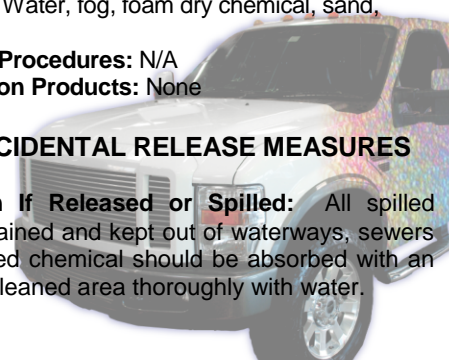 Water, fog, foam dry chemical, sand,
Procedures: N/A
on Products: None
CIDENTAL RELEASE MEASURES
If Released or Spilled: All spilled
ained and kept out of waterways, sewers
ed chemical should be absorbed with an
leaned area thoroughly with water.